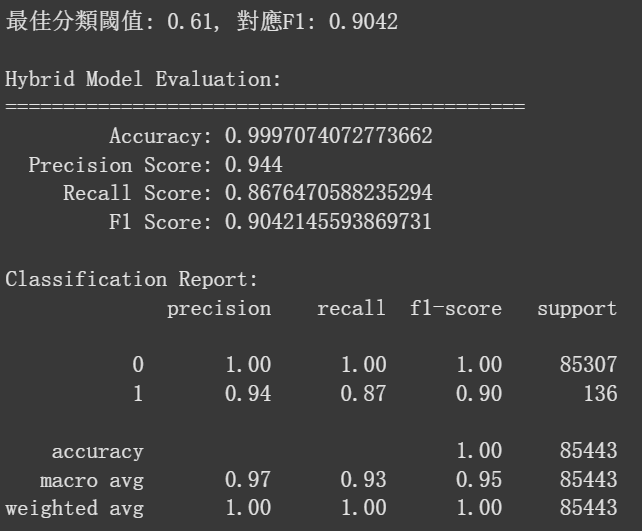 最佳分類閾值: 0.61, 對應F1: 0.9042
Hybrid Model Evaluation:
=============================================
Accuracy: 0.9997074072773662
Precision Score: 0.944
Recall Score: 0.8676470588235294
F1 Score: 0.9042145593869731
Classification Report:
precision recall f1-score support
0 1.00 1.00 1.00 85307
1 0.94 0.87 0.90 136
accuracy 1.00 85443
macro avg 0.97 0.93 0.95 85443
weighted avg 1.00 1.00 1.00 85443